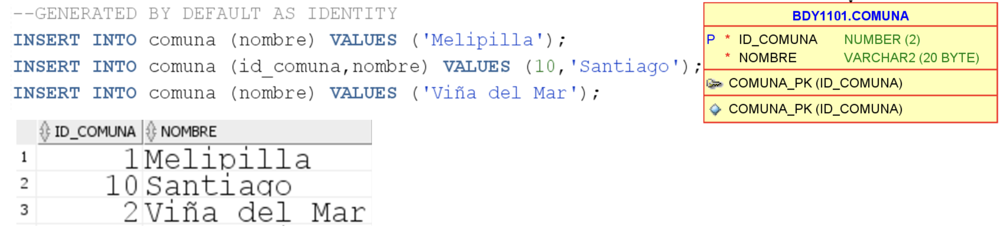 --GENERATED BY DEFAULT AS IDENTITY
INSERT INTO comuna (nombre) VALUES ('Melipilla');
INSERT INTO comuna (id_comuna,nombre) VALUES (10,'Santiago');
INSERT INTO comuna (nombre) VALUES ('Viña del Mar');
BDY1101.COMUNA
P * ID_COMUNA NUMBER (2)
* NOMBRE VARCHAR2 (20 BYTE)
COMUNA_PK (ID_COMUNA)
COMUNA_PK (ID_COMUNA)
ID_COMUNA NOMBRE
1 1 Melipilla
2 10 Santiago
3 2 Viña del Mar